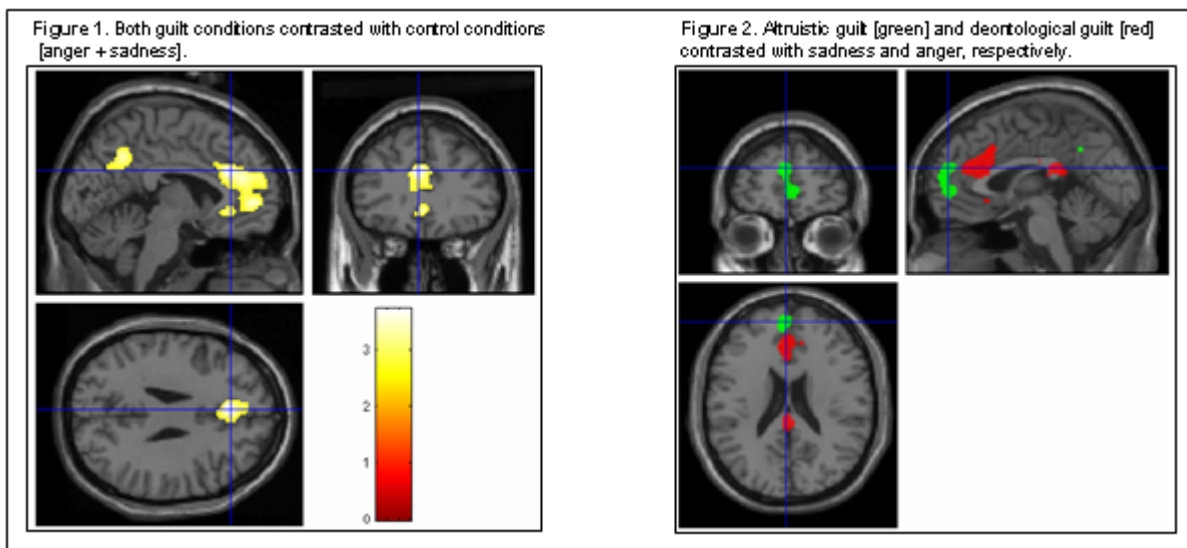 Figure 1. Both guilt conditions contrasted with control conditions
[anger + sadness].
Figure 2. Altruistic guilt [green] and deontological guilt [red]
contrasted with sadness and anger, respectively.
3
2
1
0